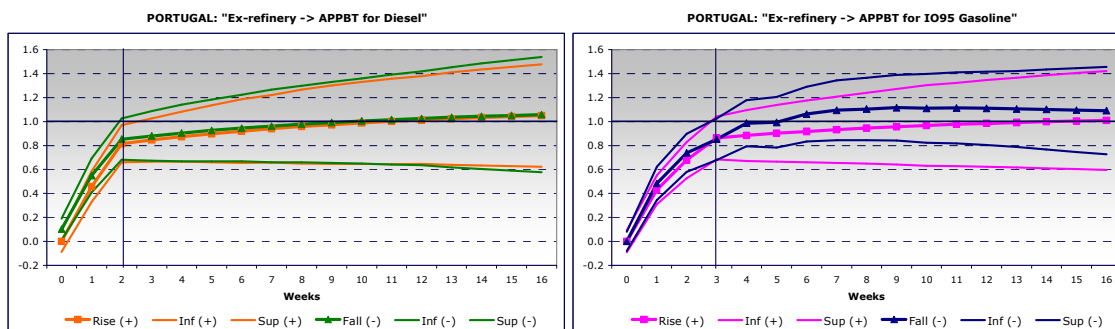 PORTUGAL: "Ex-refinery -> APPBT for Diesel"
1.6
1.4
1.2
1.0
0.8
0.6
0.4
0.2
0.0
-0.2
0 1 2 3 4 5 6 7 8 9 10 11 12 13 14 15 16
Weeks
Rise (+) Inf (+) Sup (+) Fall (-) Inf (-) Sup (-)
PORTUGAL: "Ex-refinery -> APPBT for IO95 Gasoline"
1.6
1.4
1.2
1.0
0.8
0.6
0.4
0.2
0.0
-0.2
0 1 2 3 4 5 6 7 8 9 10 11 12 13 14 15 16
Weeks
Rise (+) Inf (+) Sup (+) Fall (-) Inf (-) Sup (-)